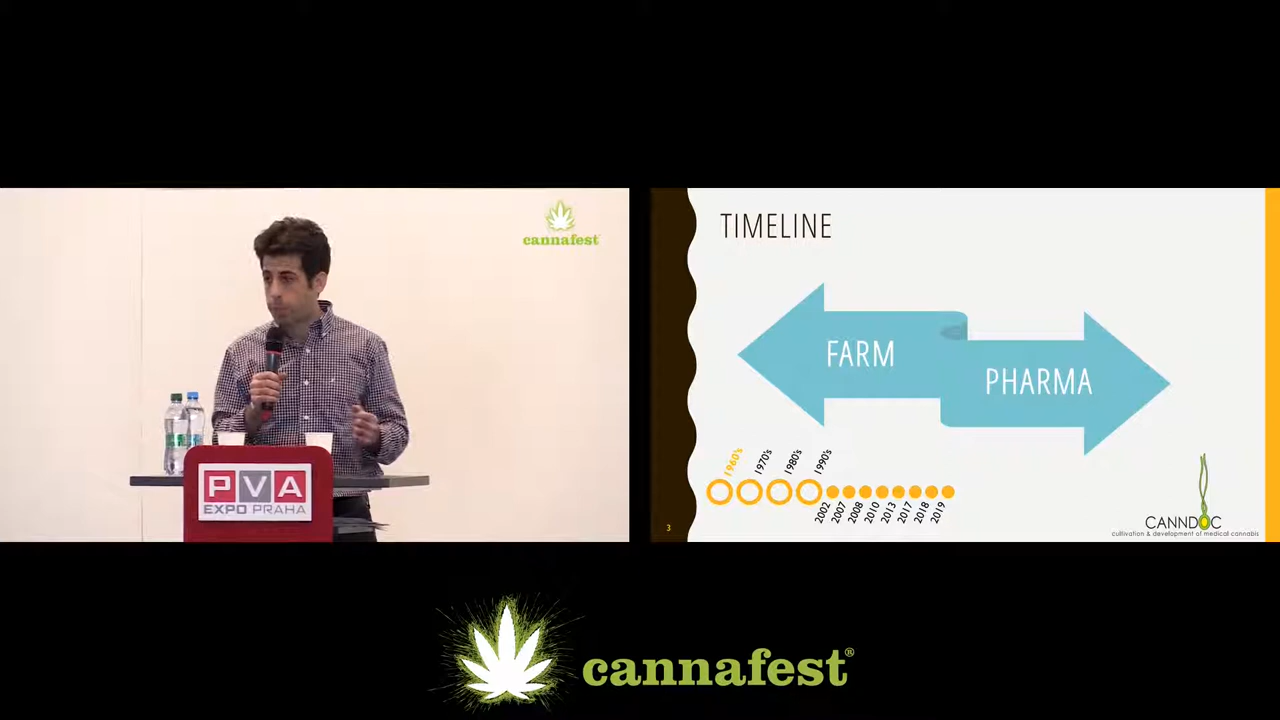 cannafest
PVA
EXPO PRAHA
TIMELINE
FARM
PHARMA
1960's
1970's
1980's
1990's
2002
2007
2008
2010
2013
2017
2018
2019
3
CANNDOC
cultivation & development of medical cannabis
cannafest®